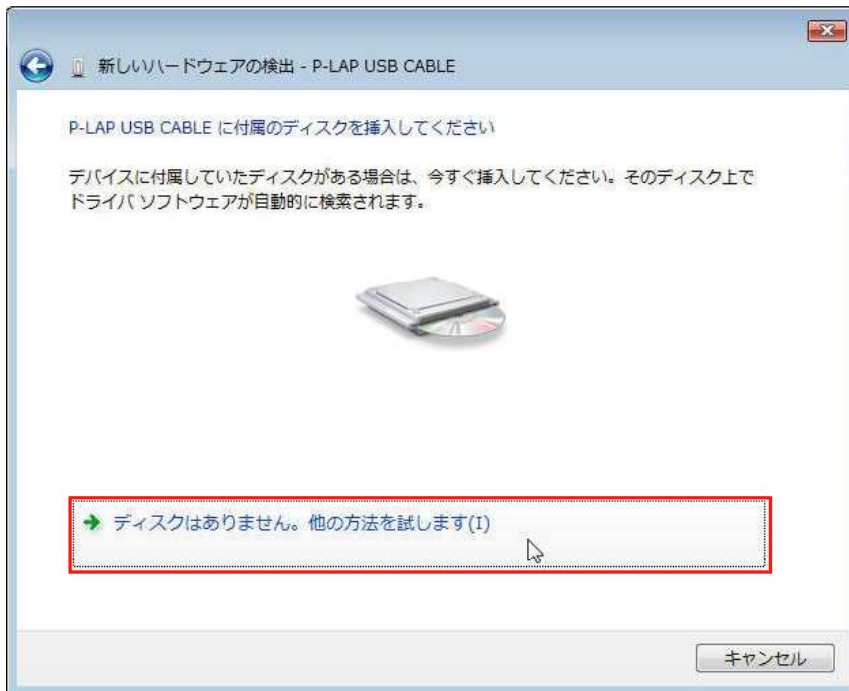 新しいハードウェアの検出 - P-LAP USB CABLE
P-LAP USB CABLE に付属のディスクを挿入してください
デバイスに付属していたディスクがある場合は、今すぐ挿入してください。そのディスク上で
ドライバ ソフトウェアが自動的に検索されます。
ディスクはありません。他の方法を試します(I)
キャンセル